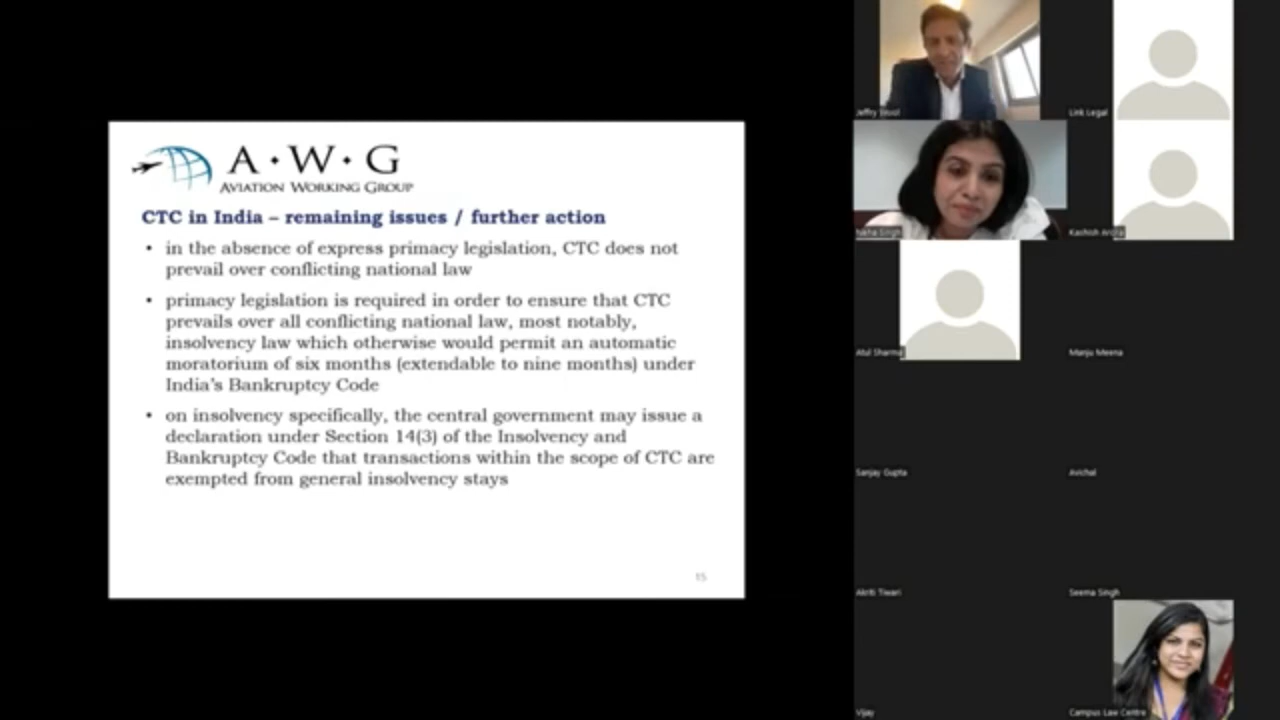 A·W·G
AVIATION WORKING GROUP
CTC in India – remaining issues / further action
• in the absence of express primacy legislation, CTC does not
prevail over conflicting national law
• primacy legislation is required in order to ensure that CTC
prevails over all conflicting national law, most notably,
insolvency law which otherwise would permit an automatic
moratorium of six months (extendable to nine months) under
India's Bankruptcy Code
• on insolvency specifically, the central government may issue a
declaration under Section 14(3) of the Insolvency and
Bankruptcy Code that transactions within the scope of CTC are
exempted from general insolvency stays
15
Jeffry
Link Legal
Singh
Kashish Arora
Atul Sharma
Manju Meena
Sanjay Gupta
Avichal
Akriti Tiwari
Seema Singh
Vijay
Campus Law Centre